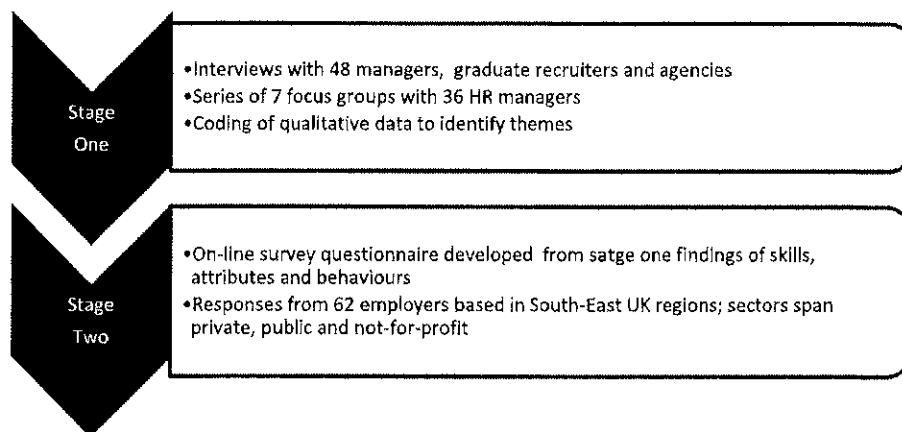 Stage
One
•Interviews with 48 managers, graduate recruiters and agencies
•Series of 7 focus groups with 36 HR managers
•Coding of qualitative data to identify themes
Stage
Two
•On-line survey questionnaire developed from satge one findings of skills,
attributes and behaviours
•Responses from 62 employers based in South-East UK regions; sectors span
private, public and not-for-profit